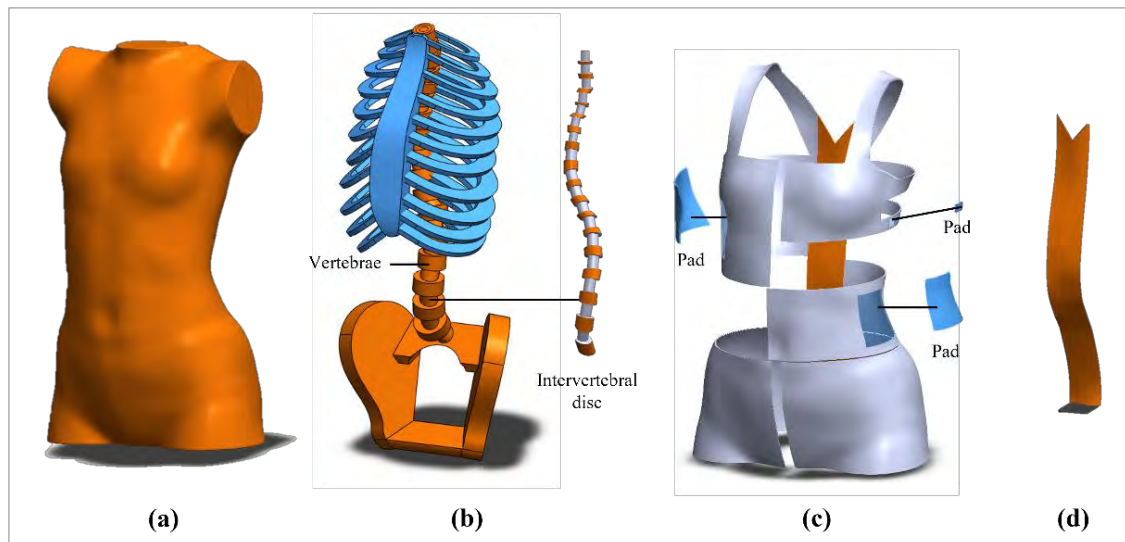 Vertebrae
Intervertebral
disc
Pad
Pad
Pad
(a)
(b)
(c)
(d)